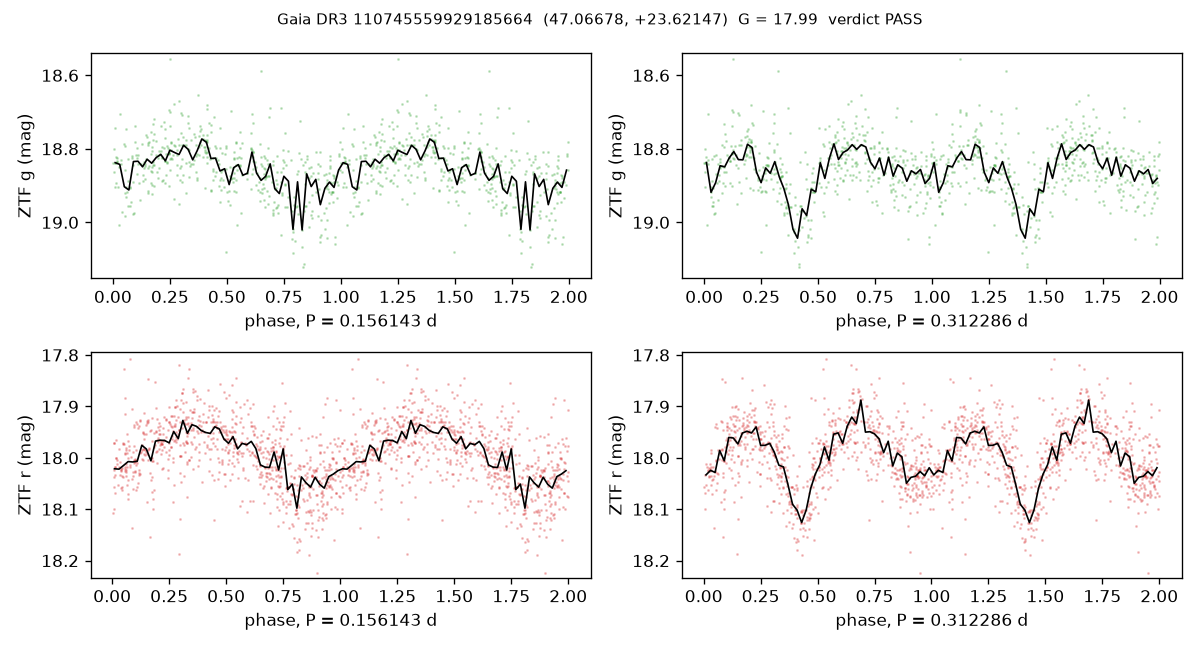 Gaia DR3 110745559929185664 (47.06678, +23.62147) G = 17.99 verdict PASS
ZTF g (mag)
18.6
18.8
19.0
0.00 0.25 0.50 0.75 1.00 1.25 1.50 1.75 2.00
phase, P = 0.156143 d
18.6
18.8
19.0
ZTF g (mag)
0.00 0.25 0.50 0.75 1.00 1.25 1.50 1.75 2.00
phase, P = 0.312286 d
ZTF r (mag)
17.8
17.9
18.0
18.1
18.2
0.00 0.25 0.50 0.75 1.00 1.25 1.50 1.75 2.00
phase, P = 0.156143 d
ZTF r (mag)
17.8
17.9
18.0
18.1
18.2
0.00 0.25 0.50 0.75 1.00 1.25 1.50 1.75 2.00
phase, P = 0.312286 d